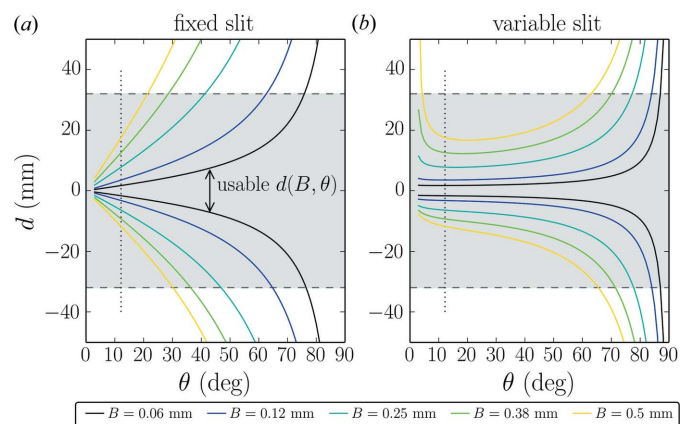 (a) fixed slit
(b) variable slit
40
20
0
−20
−40
d (mm)
usable d(B, θ)
0 10 20 30 40 50 60 70 80 90
θ (deg)
40
20
0
−20
−40
0 10 20 30 40 50 60 70 80 90
θ (deg)
B = 0.06 mm B = 0.12 mm B = 0.25 mm B = 0.38 mm B = 0.5 mm